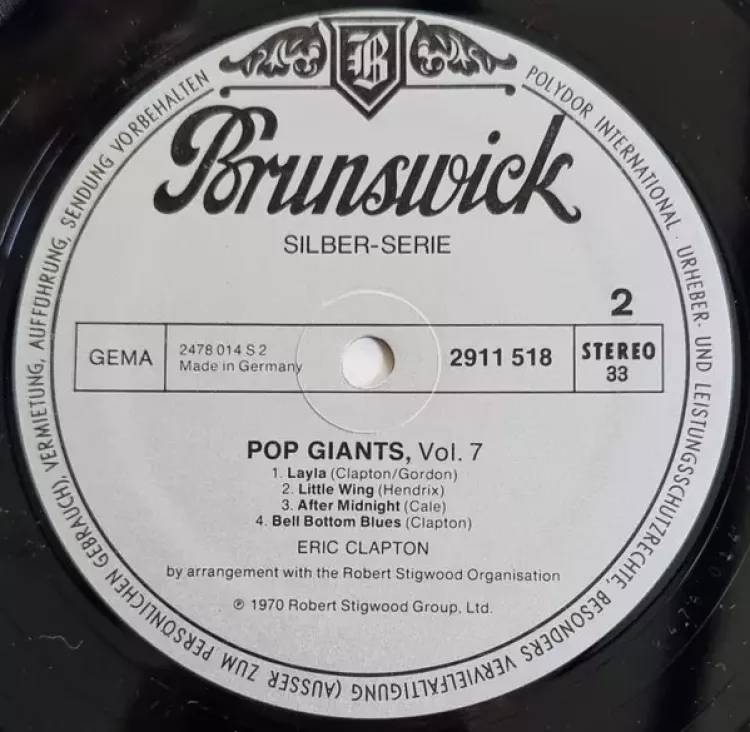 B
Brunswick
SILBER-SERIE
2
GEMA
2478 014 S 2
Made in Germany
2911 518
STEREO
33
POP GIANTS, Vol. 7
1. Layla (Clapton/Gordon)
2. Little Wing (Hendrix)
3. After Midnight (Cale)
4. Bell Bottom Blues (Clapton)
ERIC CLAPTON
by arrangement with the Robert Stigwood Organisation
℗ 1970 Robert Stigwood Group, Ltd.
POLYDOR INTERNATIONAL · URHEBER- UND LEISTUNGSSCHUTZRECHTE, BESONDERS VERVIELFÄLTIGUNG (AUSSER ZUM PERSÖNLICHEN GEBRAUCH), VERMIETUNG, AUFFÜHRUNG, SENDUNG VORBEHALTEN